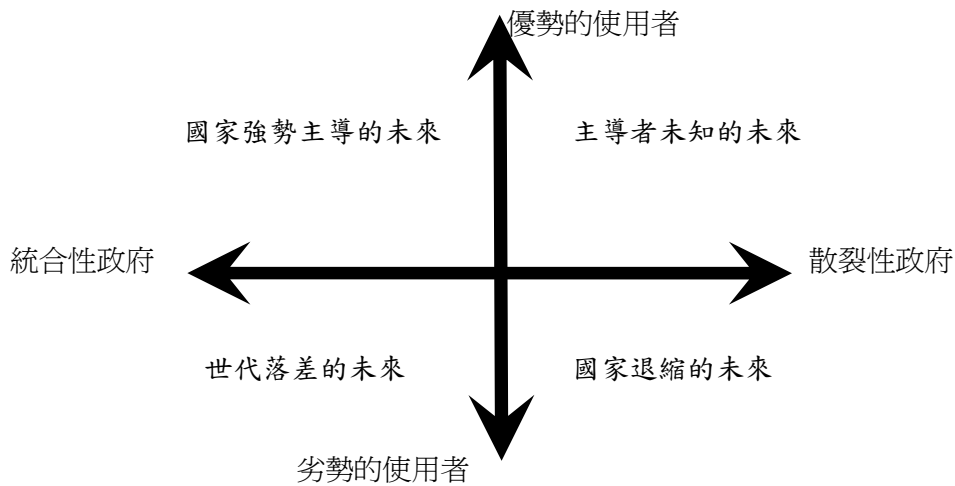 優勢的使用者
國家強勢主導的未來
主導者未知的未來
統合性政府
散裂性政府
世代落差的未來
國家退縮的未來
劣勢的使用者